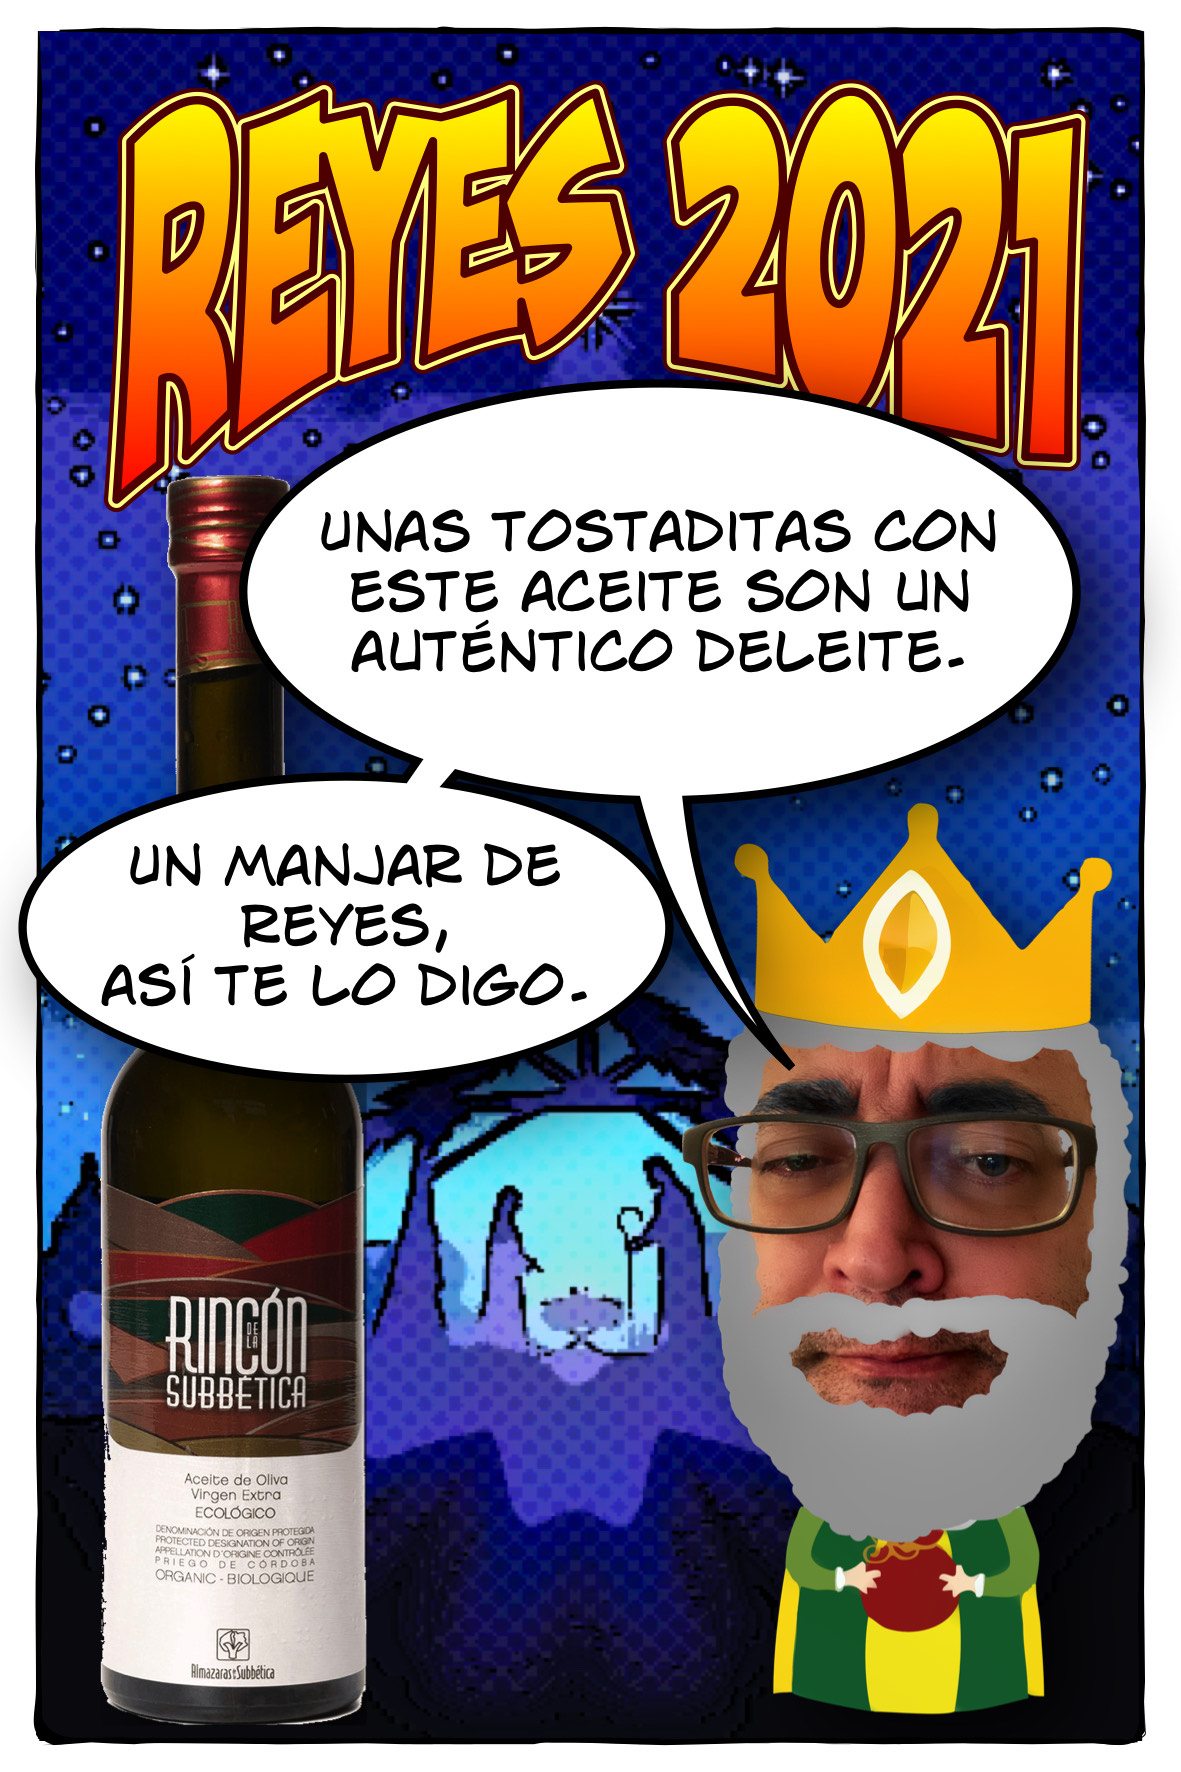 REYES 2021
UNAS TOSTADITAS CON
ESTE ACEITE SON UN
AUTÉNTICO DELEITE.
UN MANJAR DE
REYES,
ASÍ TE LO DIGO.
RINCÓN
DE
LA
SUBBÉTICA
Aceite de Oliva
Virgen Extra
ECOLÓGICO
DENOMINACIÓN DE ORIGEN PROTEGIDA
PROTECTED DESIGNATION OF ORIGIN
APPELLATION D'ORIGINE CONTRÔLÉE
PRIEGO DE CÓRDOBA
ORGANIC - BIOLOGIQUE
Almazaras de la Subbética